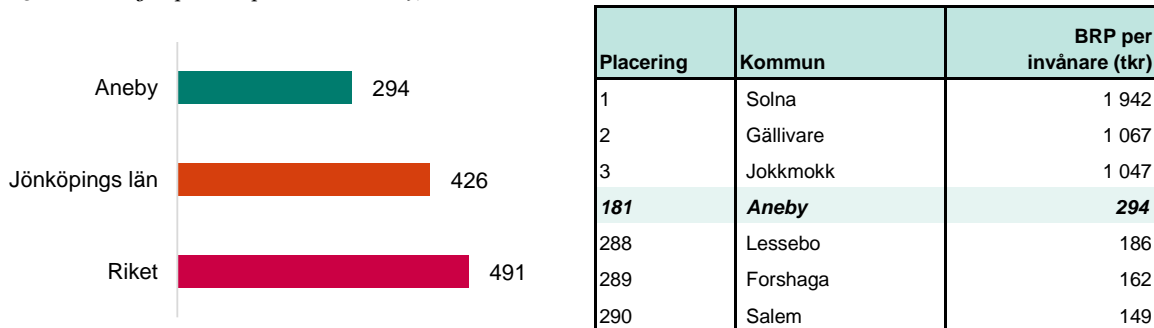 Aneby 294
Jönköpings län 426
Riket 491
Placering Kommun BRP per invånare (tkr)
1 Solna 1 942
2 Gällivare 1 067
3 Jokkmokk 1 047
181 Aneby 294
288 Lessebo 186
289 Forshaga 162
290 Salem 149